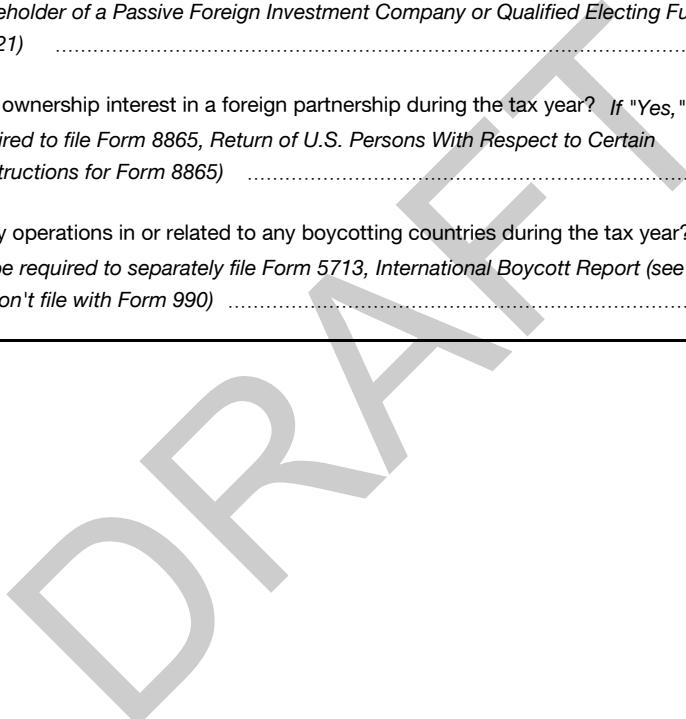 eholder of a Passive Foreign Investment Company or Qualified Electing Fu
21) ....................................................................................................
ownership interest in a foreign partnership during the tax year? If "Yes,"
ired to file Form 8865, Return of U.S. Persons With Respect to Certain
tructions for Form 8865) ......................................................................
y operations in or related to any boycotting countries during the tax year?
be required to separately file Form 5713, International Boycott Report (see
on't file with Form 990) .........................................................................
DRAFT